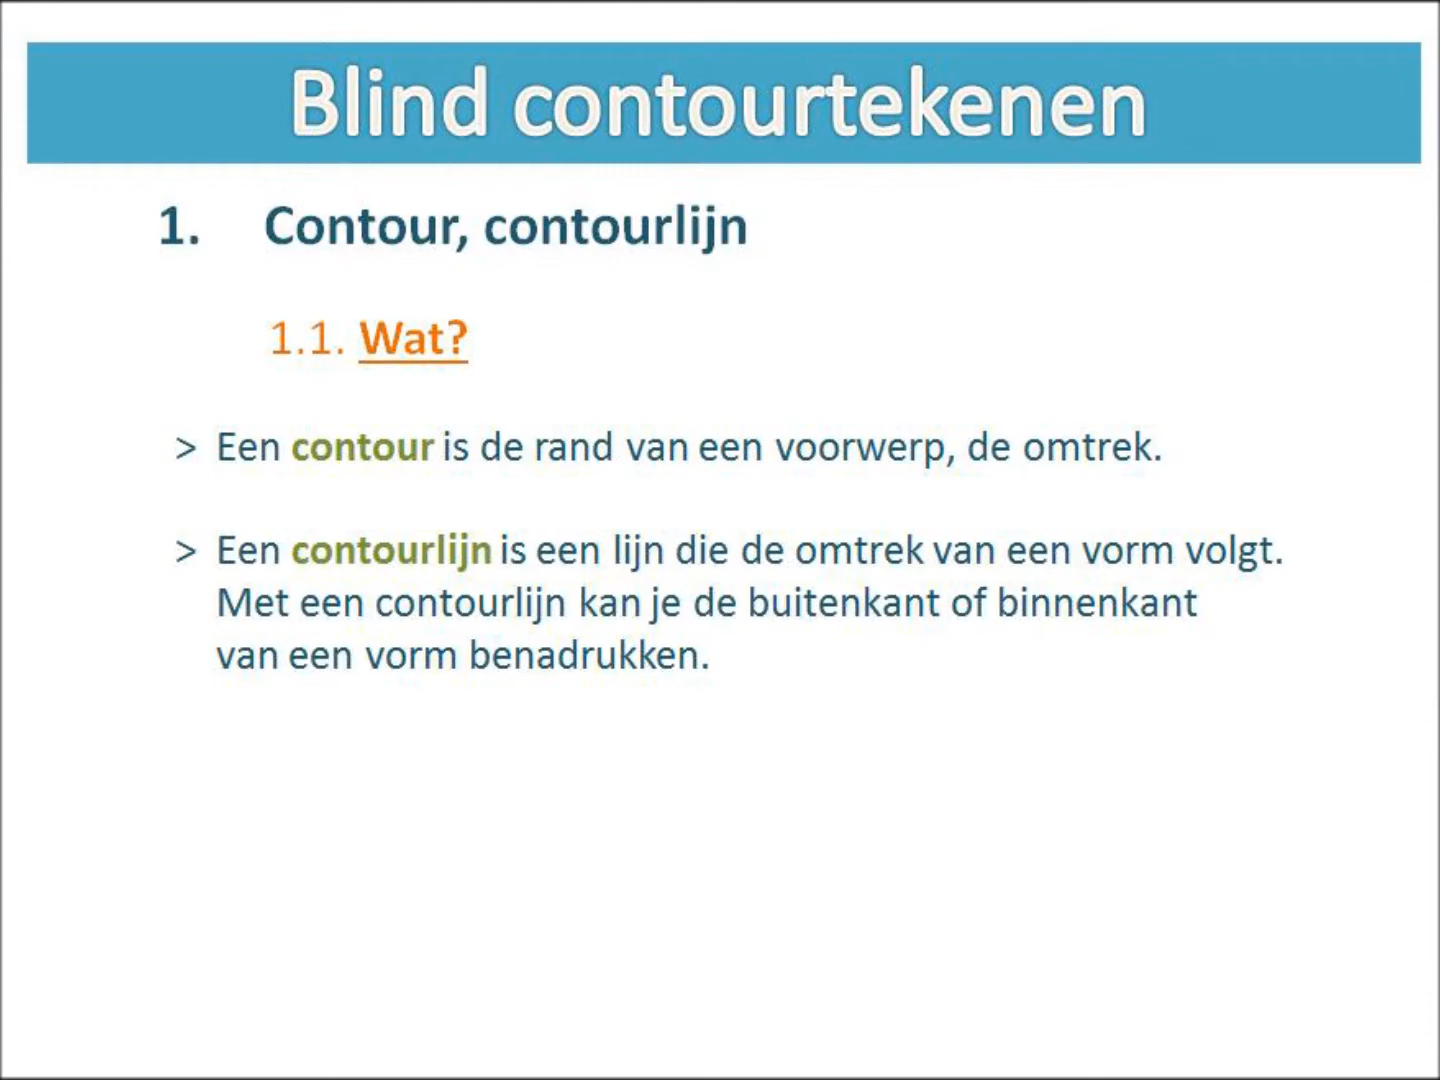 Blind contourtekenen
1. Contour, contourlijn
1.1. Wat?
> Een contour is de rand van een voorwerp, de omtrek.
> Een contourlijn is een lijn die de omtrek van een vorm volgt.
Met een contourlijn kan je de buitenkant of binnenkant
van een vorm benadrukken.